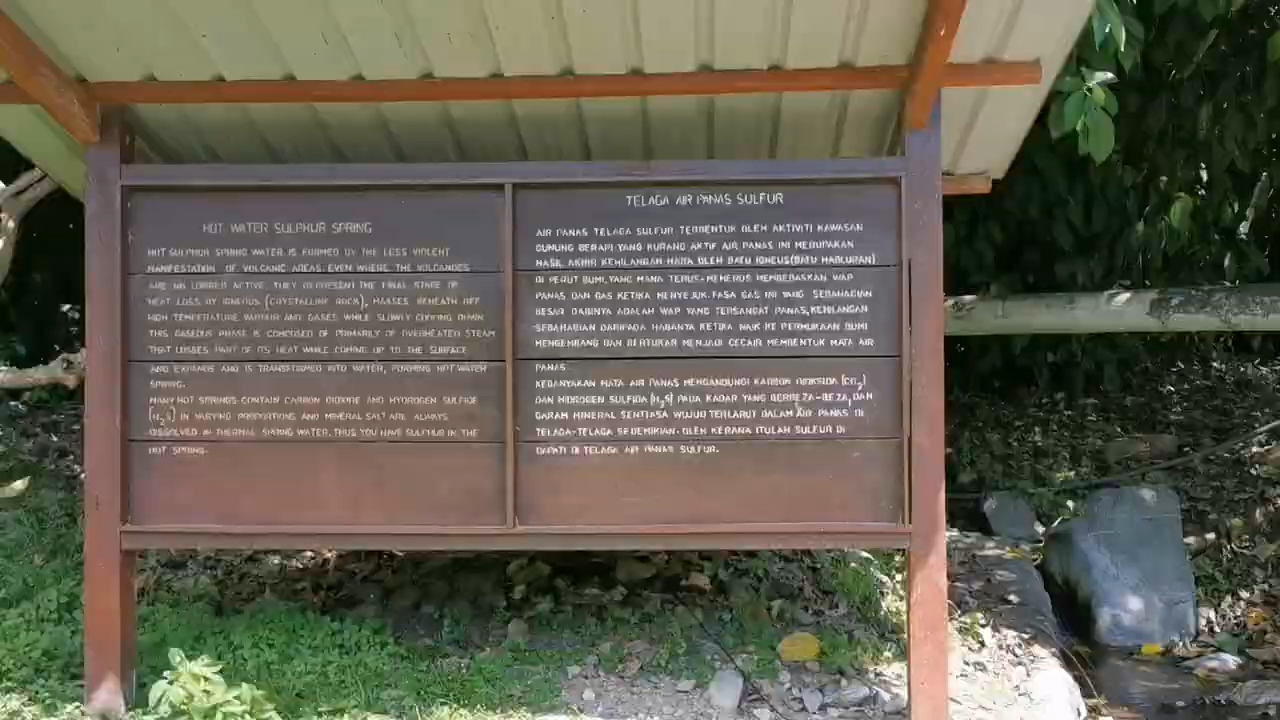 HOT WATER SULPHUR SPRING
HOT SULPHUR SPRING WATER IS FORMED BY THE LESS VIOLENT
MANIFESTATION OF VOLCANIC AREAS. EVEN WHERE THE VOLCANOES
ARE NO LONGER ACTIVE. THEY REPRESENT THE FINAL STAGE OF
HEAT LOSS BY IGNEOUS (CRYSTALLINE ROCK), MASSES BENEATH OFF
HIGH TEMPERATURE VAPOUR AND GASES WHILE SLOWLY COOLING DOWN
THIS GASEOUS PHASE IS COMPOSED OF PRIMARILY OF OVERHEATED STEAM
THAT LOSSES PART OF ITS HEAT WHILE COMING UP TO THE SURFACE
AND EXPANDS AND IS TRANSFORMED INTO WATER, FORMING HOT WATER
SPRING.
MANY HOT SPRINGS CONTAIN CARBON DIOXIDE AND HYDROGEN SULFIDE
(H₂S) IN VARYING PROPORTIONS AND MINERAL SALT ARE ALWAYS
DISSOLVED IN THERMAL SPRING WATER. THUS YOU HAVE SULPHUR IN THE
HOT SPRING.
TELAGA AIR PANAS SULFUR
AIR PANAS TELAGA SULFUR TERBENTUK OLEH AKTIVITI KAWASAN
GUNUNG BERAPI YANG KURANG AKTIF AIR PANAS INI MERUPAKAN
HASIL AKHIR KEHILANGAN HABA OLEH BATU IGNEUS(BATU HABLURAN)
DI PERUT BUMI, YANG MANA TERUS-MENERUS MEMBEBASKAN WAP
PANAS DAN GAS KETIKA MENYEJUK. FASA GAS INI YANG SEBAHAGIAN
BESAR DARINYA ADALAH WAP YANG TERSANGAT PANAS, KEHILANGAN
SEBAHAGIAN DARIPADA HABANYA KETIKA NAIK KE PERMUKAAN BUMI
MENGEMBANG DAN BERTUKAR MENJADI CECAIR MEMBENTUK MATA AIR
PANAS.
KEBANYAKAN MATA AIR PANAS MENGANDUNGI KARBON DIOKSIDA (CO₂)
DAN HIDROGEN SULFIDA (H₂S) PADA KADAR YANG BERBEZA-BEZA, DAN
GARAM MINERAL SENTIASA WUJUD TERLARUT DALAM AIR PANAS DI
TELAGA-TELAGA SEDEMIKIAN. OLEH KERANA ITULAH SULFUR DI
DAPATI DI TELAGA AIR PANAS SULFUR.